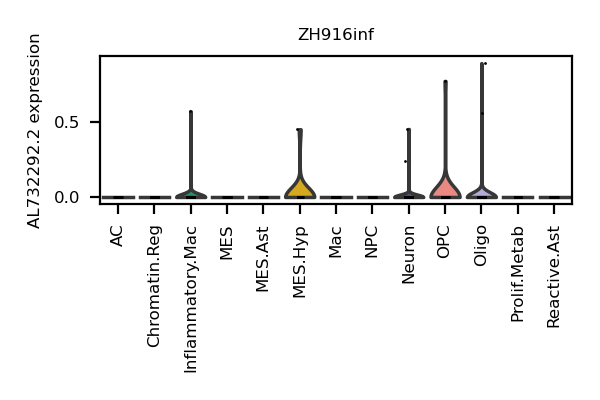 ZH916inf
AL732292.2 expression
0.5
0.0
AC
Chromatin.Reg
Inflammatory.Mac
MES
MES.Ast
MES.Hyp
Mac
NPC
Neuron
OPC
Oligo
Prolif.Metab
Reactive.Ast